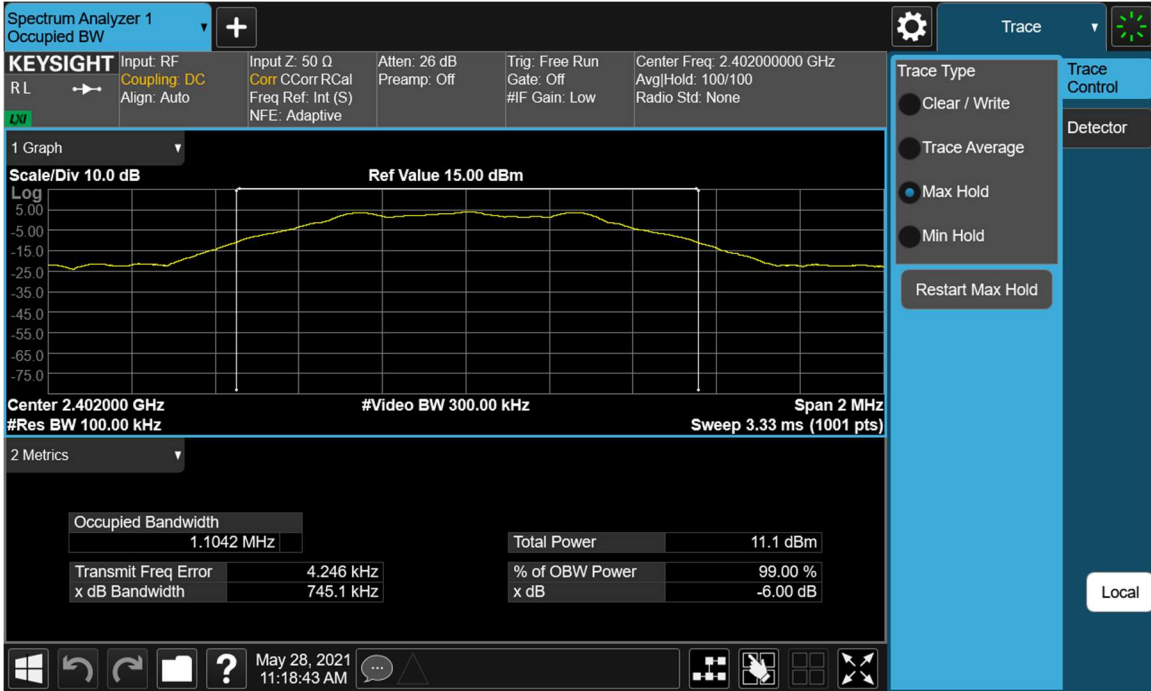 Spectrum Analyzer 1
Occupied BW
+
Trace
KEYSIGHT
R L
LXI
Input: RF
Coupling: DC
Align: Auto
Input Z: 50 Ω
Corr CCorr RCal
Freq Ref: Int (S)
NFE: Adaptive
Atten: 26 dB
Preamp: Off
Trig: Free Run
Gate: Off
#IF Gain: Low
Center Freq: 2.402000000 GHz
Avg|Hold: 100/100
Radio Std: None
Trace Type
Clear / Write
Trace Average
Max Hold
Min Hold
Restart Max Hold
Trace
Control
Detector
Local
1 Graph
Scale/Div 10.0 dB
Ref Value 15.00 dBm
Log
5.00
-5.00
-15.0
-25.0
-35.0
-45.0
-55.0
-65.0
-75.0
Center 2.402000 GHz
#Video BW 300.00 kHz
Span 2 MHz
#Res BW 100.00 kHz
Sweep 3.33 ms (1001 pts)
2 Metrics
Occupied Bandwidth
1.1042 MHz
Total Power 11.1 dBm
Transmit Freq Error 4.246 kHz
% of OBW Power 99.00 %
x dB Bandwidth 745.1 kHz
x dB -6.00 dB
?
May 28, 2021
11:18:43 AM